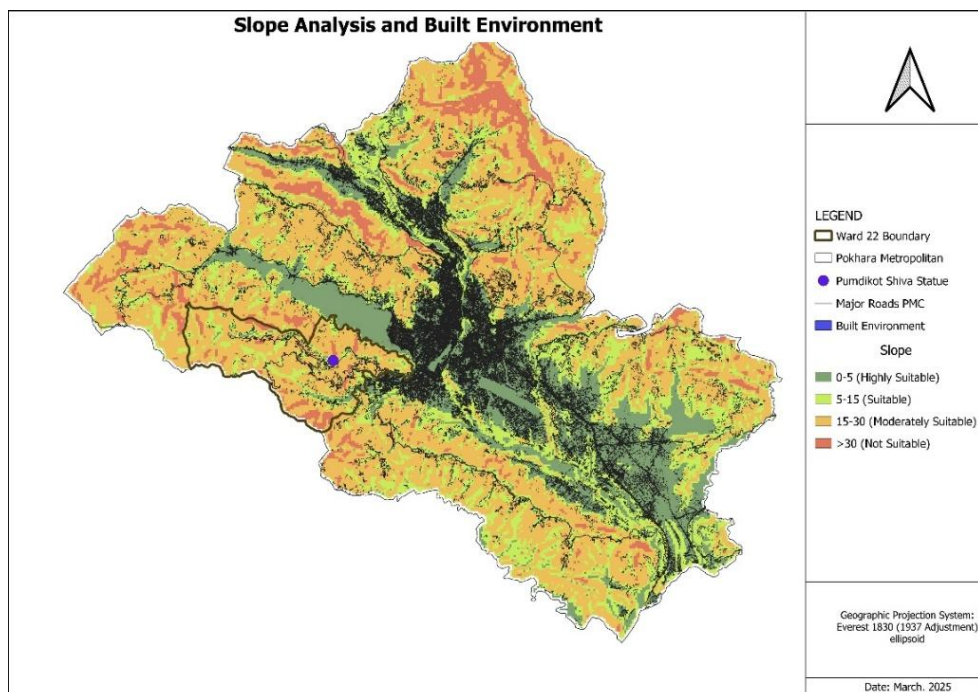 Slope Analysis and Built Environment
LEGEND
Ward 22 Boundary
Pokhara Metropolitan
Pumdikot Shiva Statue
Major Roads PMC
Built Environment
Slope
0-5 (Highly Suitable)
5-15 (Suitable)
15-30 (Moderately Suitable)
>30 (Not Suitable)
Geographic Projection System:
Everest 1830 (1937 Adjustment)
ellipsoid
Date: March. 2025